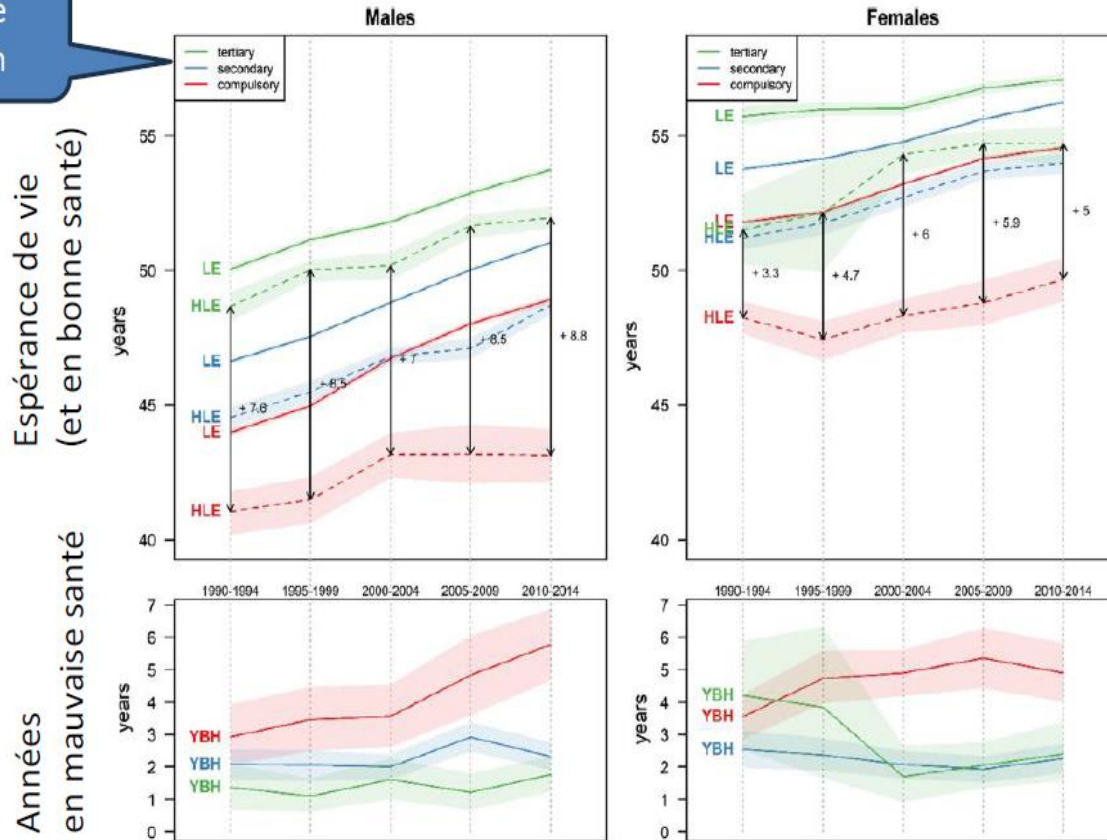 e
n
Males
Females
tertiary
secondary
compulsory
tertiary
secondary
compulsory
Espérance de vie
(et en bonne santé)
years
55
50
45
40
LE
HLE
LE
HLE
LE
HLE
+ 7.6
+ 8.5
+ 7
+ 8.5
+ 8.8
years
55
50
45
40
LE
LE
LE
HLE
HLE
HLE
+ 3.3
+ 4.7
+ 6
+ 5.9
+ 5
1990-1994
1995-1999
2000-2004
2005-2009
2010-2014
1990-1994
1995-1999
2000-2004
2005-2009
2010-2014
Années
en mauvaise santé
years
7
6
5
4
3
2
1
0
YBH
YBH
YBH
years
7
6
5
4
3
2
1
0
YBH
YBH
YBH